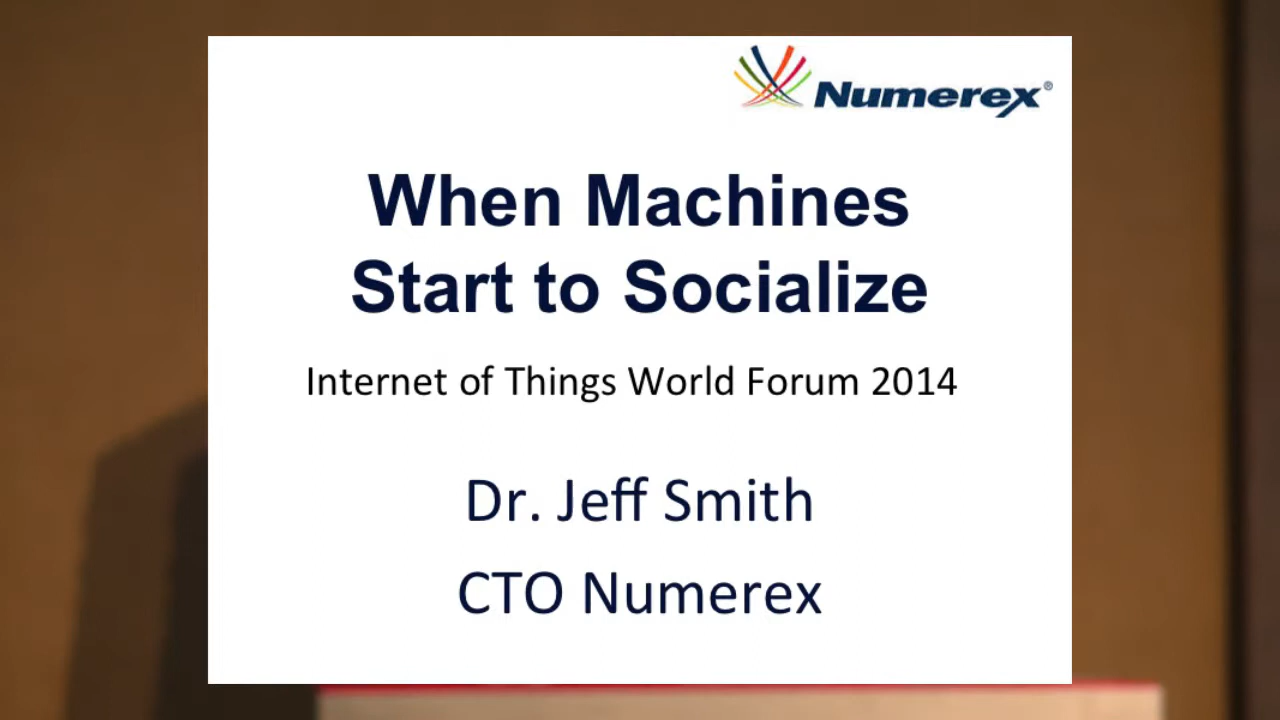 Numerex®
When Machines
Start to Socialize
Internet of Things World Forum 2014
Dr. Jeff Smith
CTO Numerex